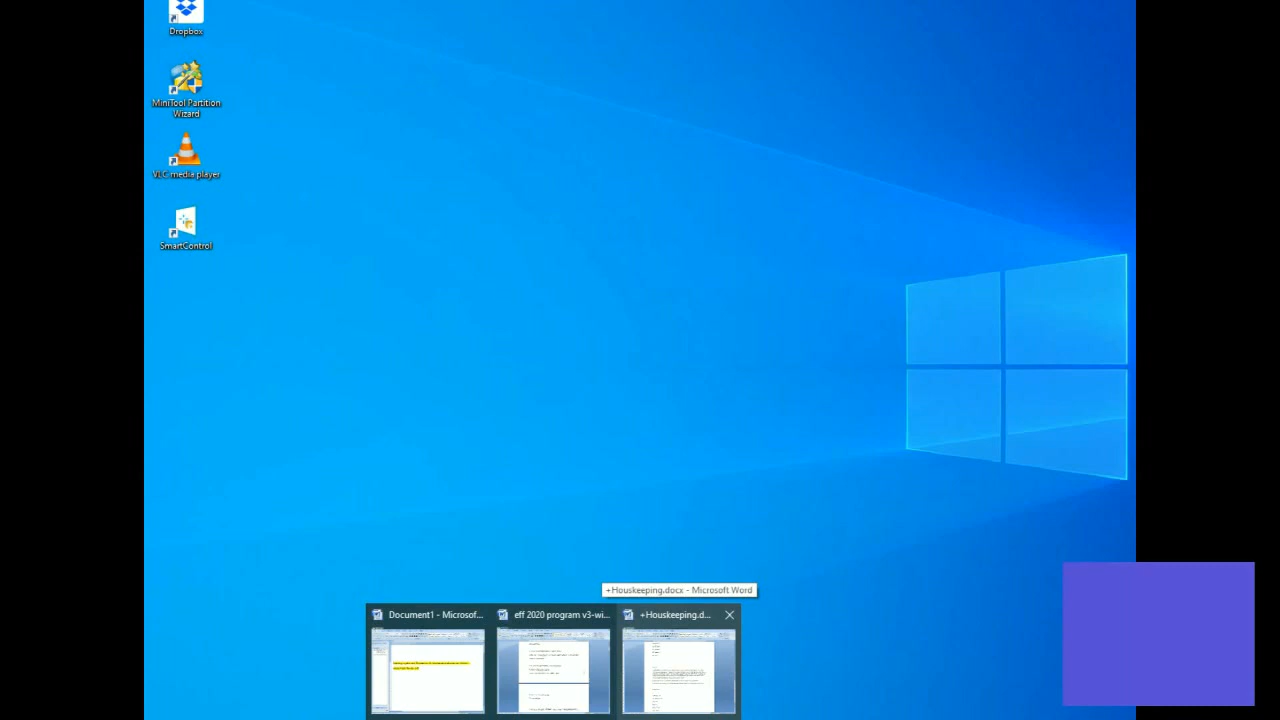 Dropbox
MiniTool Partition
Wizard
VLC media player
SmartControl
+Houskeeping.docx - Microsoft Word
Document1 - Microsof...
eff 2020 program v3-wi...
+Houskeeping.d...